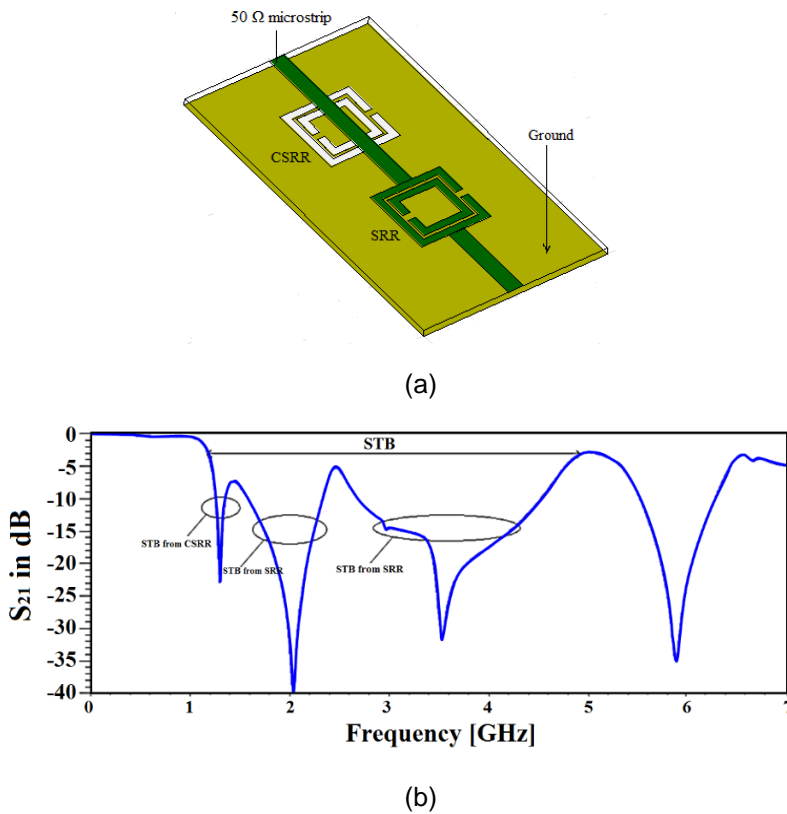 50 Ω microstrip
Ground
CSRR
SRR
(a)
STB
STB from CSRR
STB from SRR
STB from SRR
S21 in dB
0
-5
-10
-15
-20
-25
-30
-35
-40
0 1 2 3 4 5 6 7
Frequency [GHz]
(b)